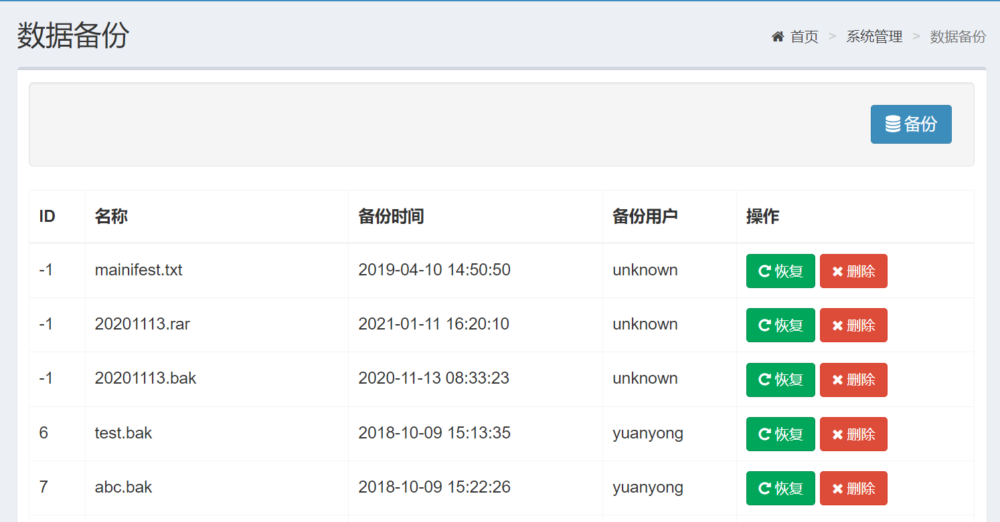 数据备份
首页 > 系统管理 > 数据备份
备份
ID 名称 备份时间 备份用户 操作
-1 mainifest.txt 2019-04-10 14:50:50 unknown 恢复 删除
-1 20201113.rar 2021-01-11 16:20:10 unknown 恢复 删除
-1 20201113.bak 2020-11-13 08:33:23 unknown 恢复 删除
6 test.bak 2018-10-09 15:13:35 yuanyong 恢复 删除
7 abc.bak 2018-10-09 15:22:26 yuanyong 恢复 删除